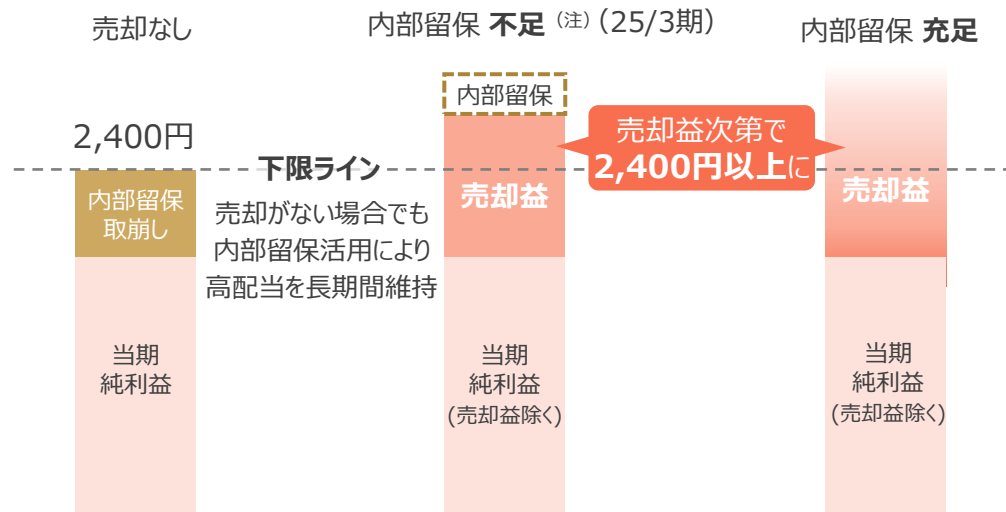 売却なし
内部留保 不足 (注) (25/3期)
内部留保 充足
2,400円
内部留保
売却益次第で
2,400円以上に
下限ライン
内部留保
取崩し
売却がない場合でも
内部留保活用により
高配当を長期間維持
売却益
売却益
当期
純利益
当期
純利益
(売却益除く)
当期
純利益
(売却益除く)